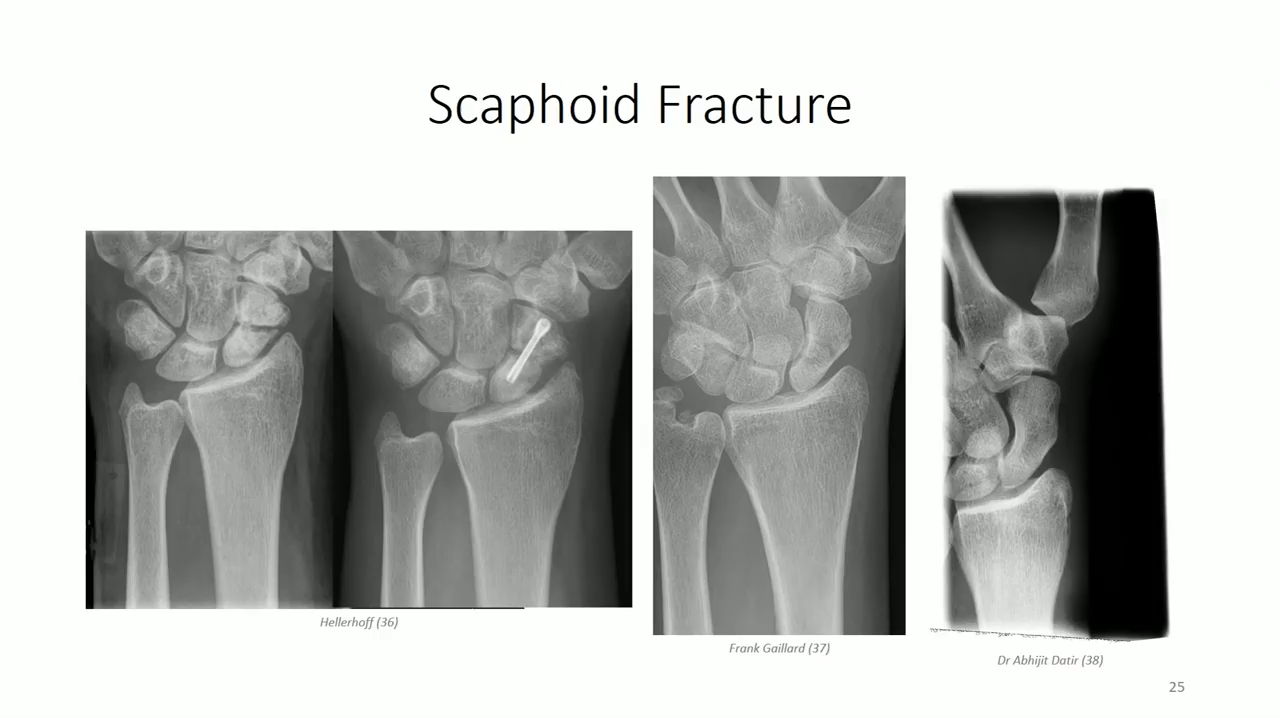 Scaphoid Fracture
Hellerhoff (36)
Frank Gaillard (37)
Dr Abhijit Datir (38)
25